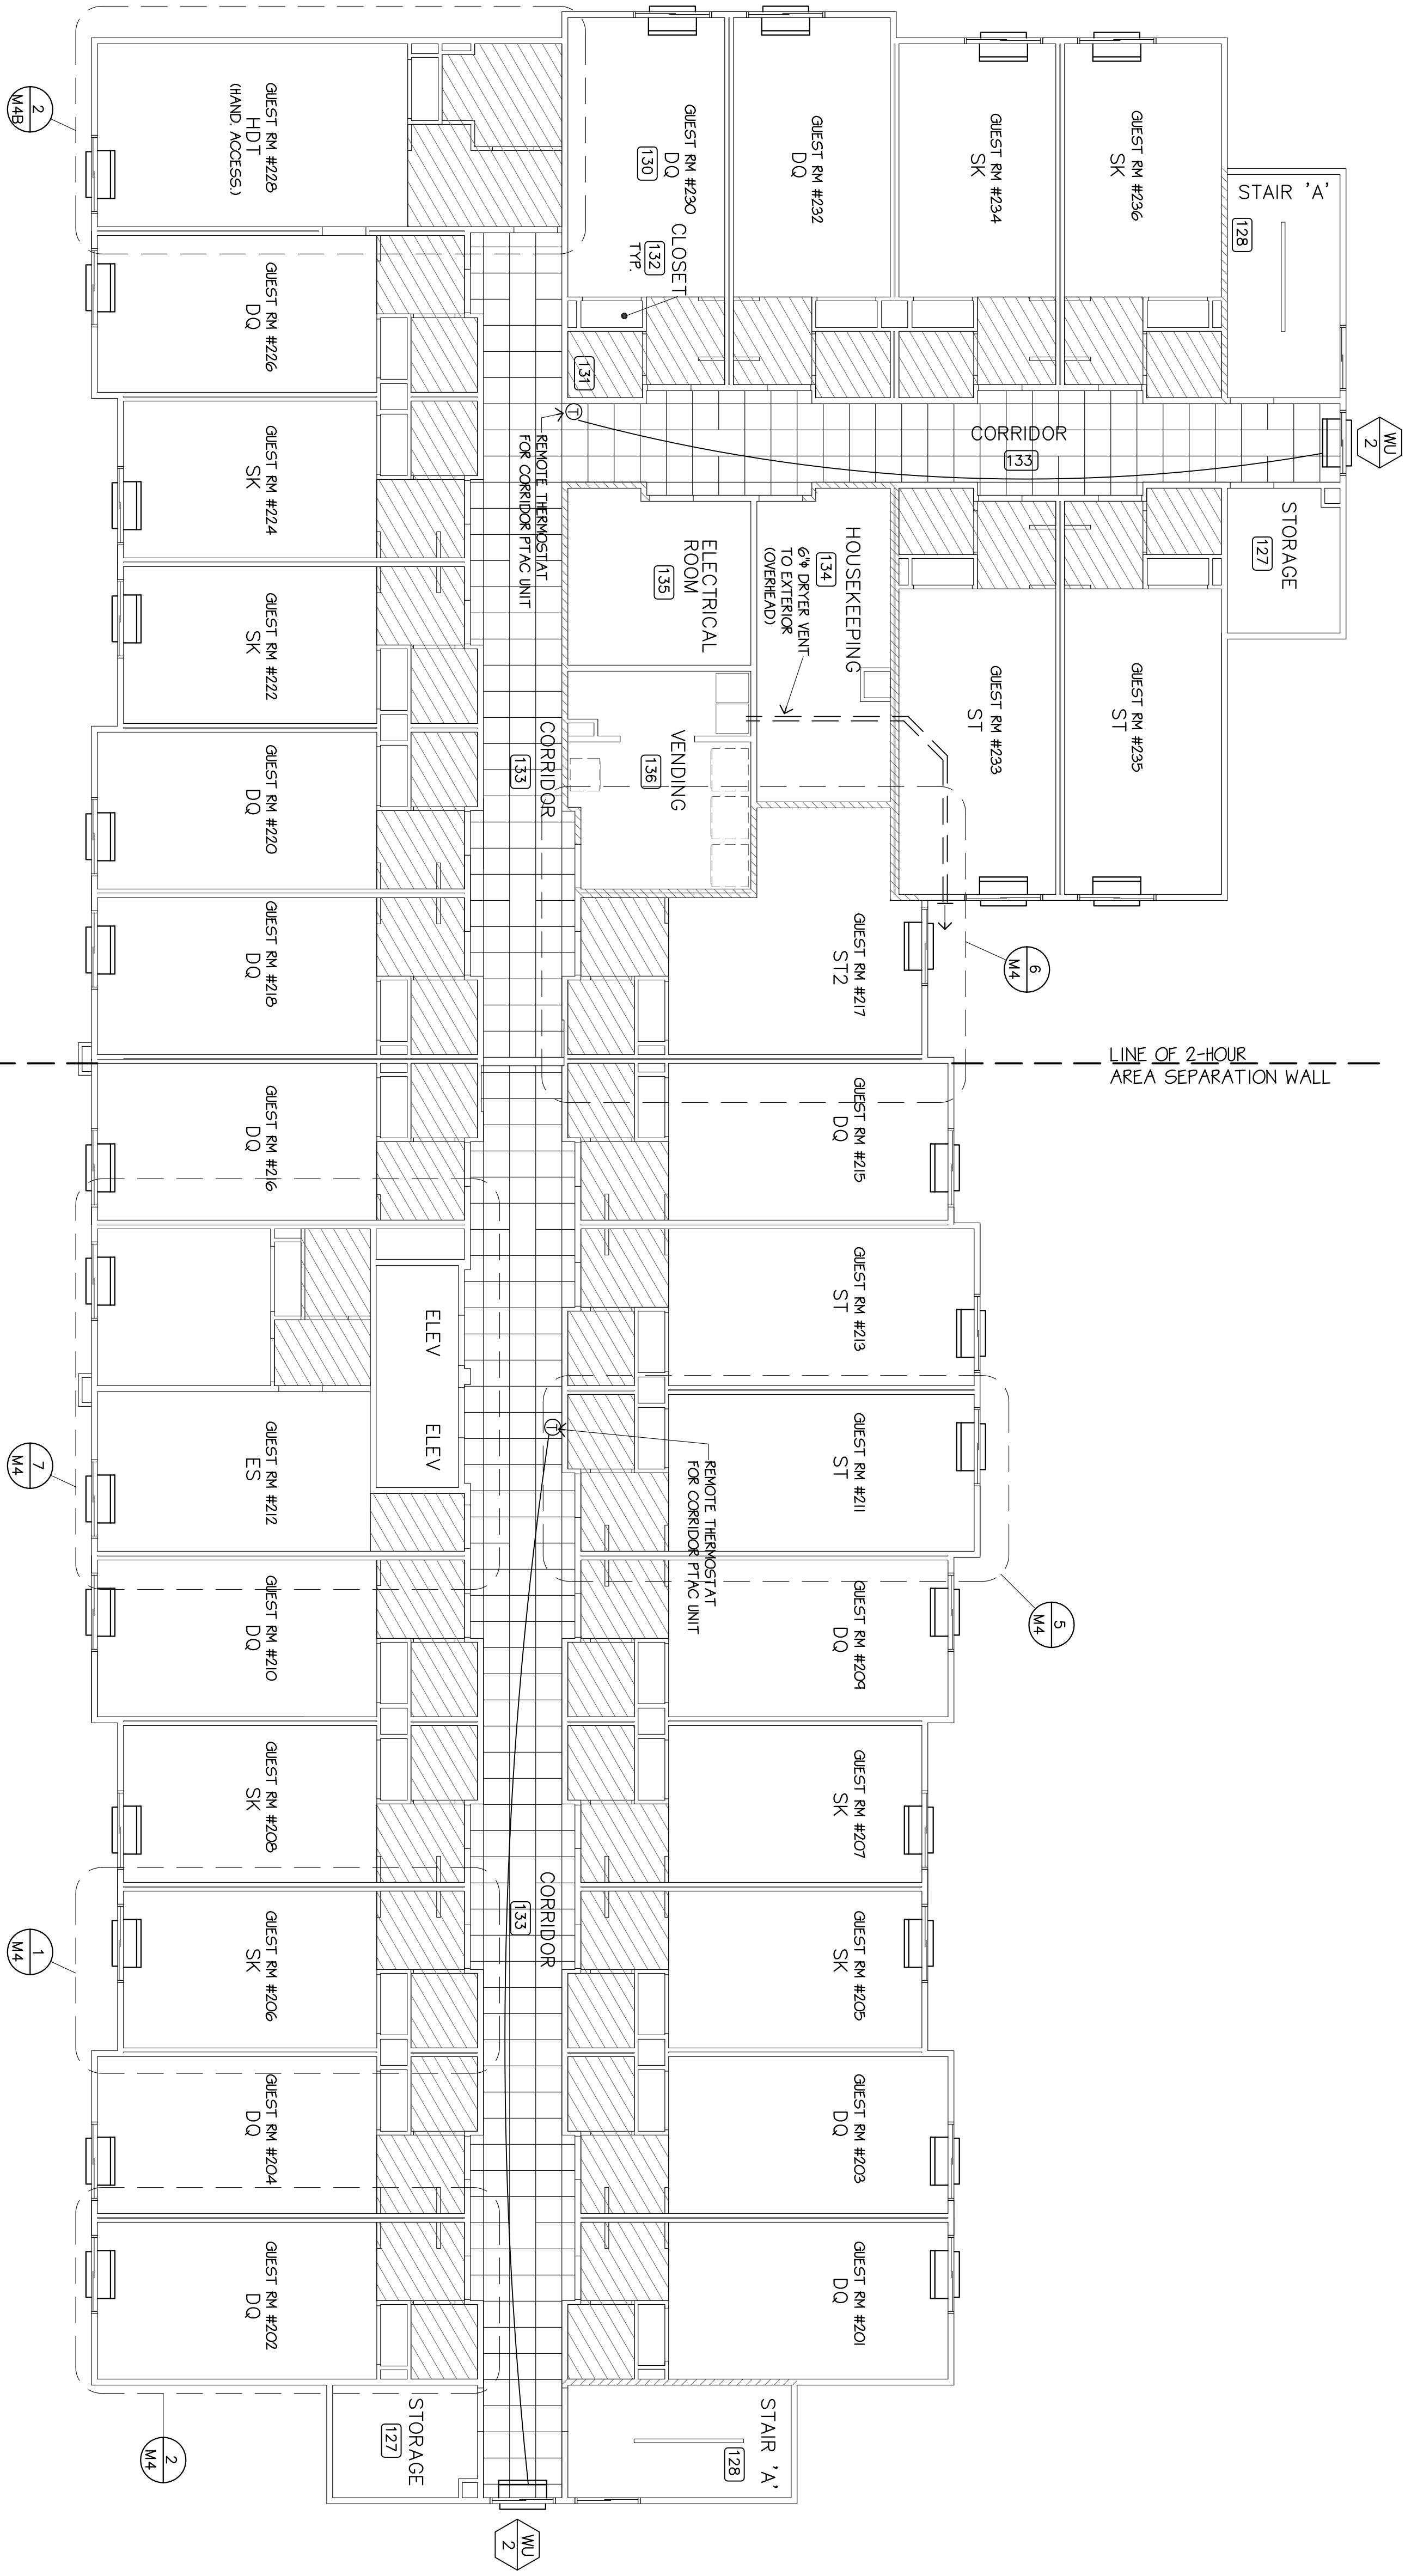 STAIR 'A'
128
GUEST RM #236
SK
GUEST RM #234
SK
GUEST RM #232
DQ
GUEST RM #230
DQ
130
CLOSET
132
TYP.
131
GUEST RM #228
HDT
(HAND. ACCESS.)
2
M4B
WU
2
CORRIDOR
133
STORAGE
127
REMOTE THERMOSTAT
FOR CORRIDOR PTAC UNIT
T
GUEST RM #226
DQ
GUEST RM #224
SK
GUEST RM #222
SK
GUEST RM #220
DQ
GUEST RM #218
DQ
ELECTRICAL
ROOM
135
HOUSEKEEPING
134
6"φ DRYER VENT
TO EXTERIOR
(OVERHEAD)
GUEST RM #235
ST
GUEST RM #233
ST
VENDING
136
CORRIDOR
133
GUEST RM #217
ST2
6
M4
LINE OF 2-HOUR
AREA SEPARATION WALL
GUEST RM #215
DQ
GUEST RM #216
DQ
GUEST RM #213
ST
ELEV
ELEV
GUEST RM #211
ST
GUEST RM #212
ES
T
REMOTE THERMOSTAT
FOR CORRIDOR PTAC UNIT
7
M4
5
M4
GUEST RM #209
DQ
GUEST RM #210
DQ
GUEST RM #207
SK
GUEST RM #208
SK
CORRIDOR
133
GUEST RM #205
SK
GUEST RM #206
SK
1
M4
GUEST RM #203
DQ
GUEST RM #204
DQ
GUEST RM #201
DQ
GUEST RM #202
DQ
2
M4
STORAGE
127
STAIR 'A'
128
WU
2